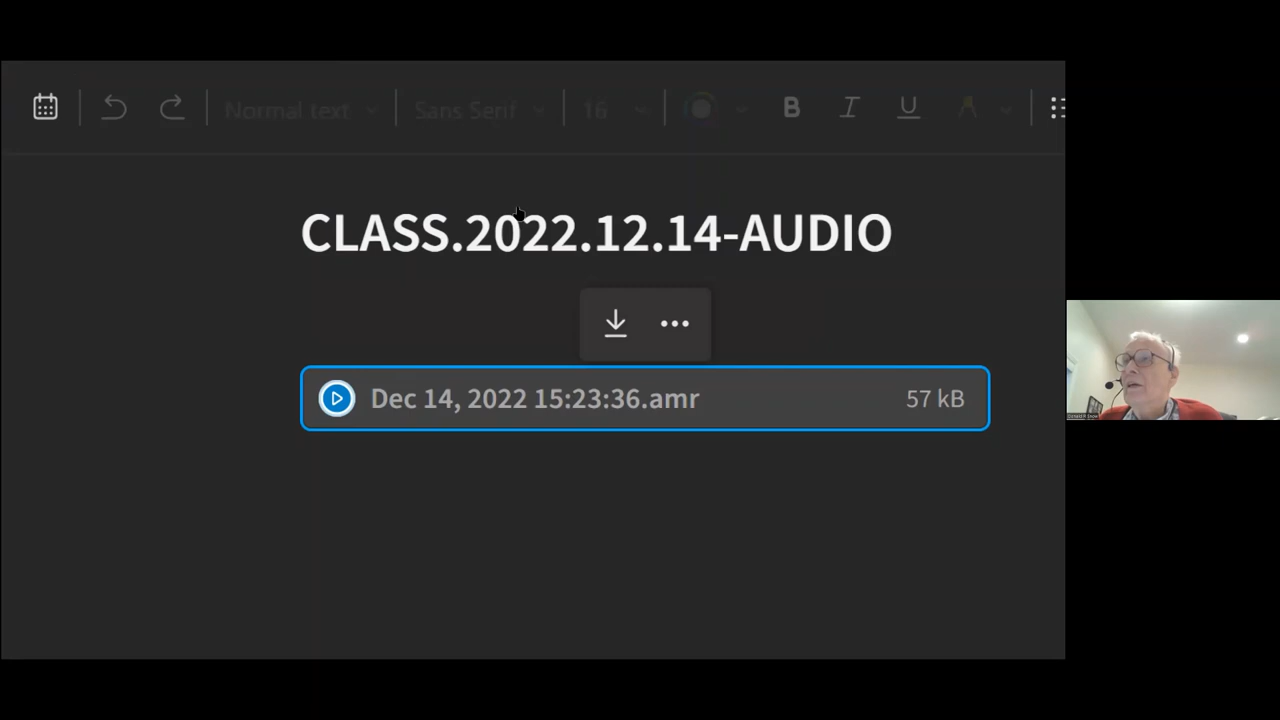 Normal text
Sans Serif
16
B I U A
CLASS.2022.12.14-AUDIO
Dec 14, 2022 15:23:36.amr
57 kB